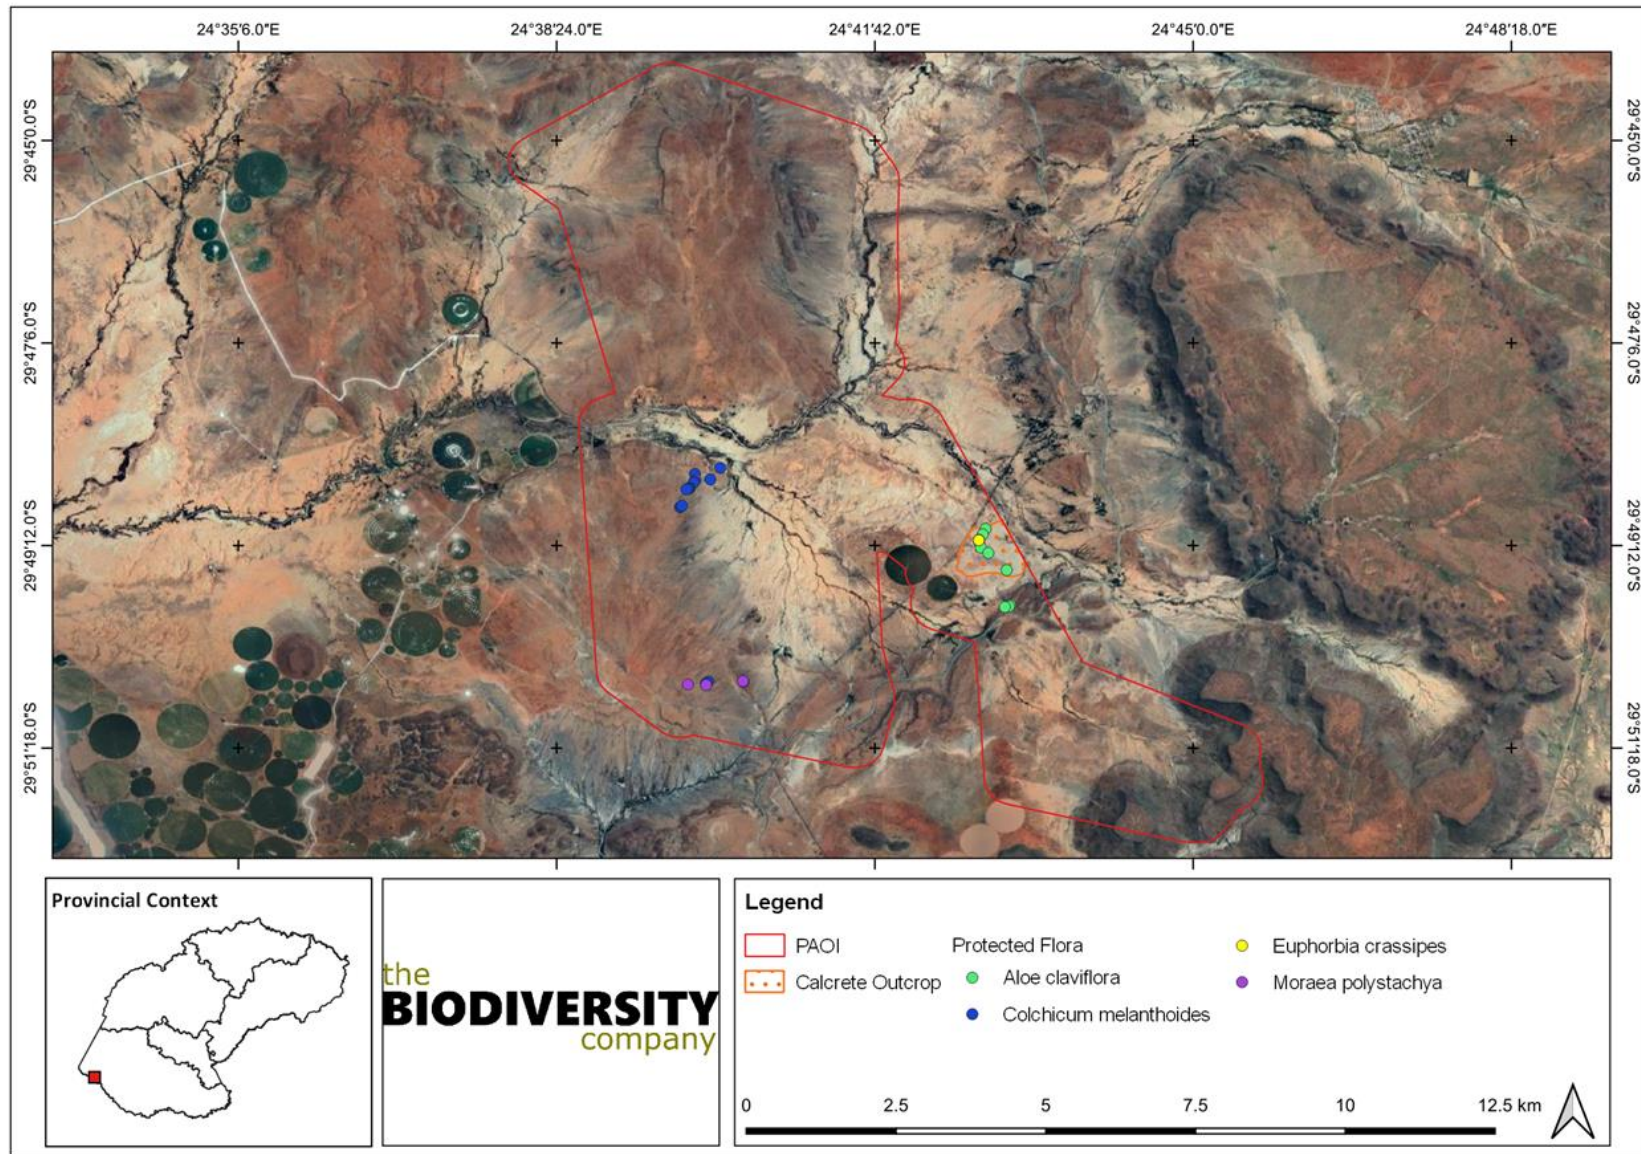 24°35'6.0"E 24°38'24.0"E 24°41'42.0"E 24°45'0.0"E 24°48'18.0"E
29°45'0.0"S 29°45'0.0"S
29°47'6.0"S 29°47'6.0"S
29°49'12.0"S 29°49'12.0"S
29°51'18.0"S 29°51'18.0"S
Provincial Context
the
BIODIVERSITY
company
Legend
PAOI
Calcrete Outcrop
Protected Flora
Aloe claviflora
Colchicum melanthoides
Euphorbia crassipes
Moraea polystachya
0 2.5 5 7.5 10 12.5 km